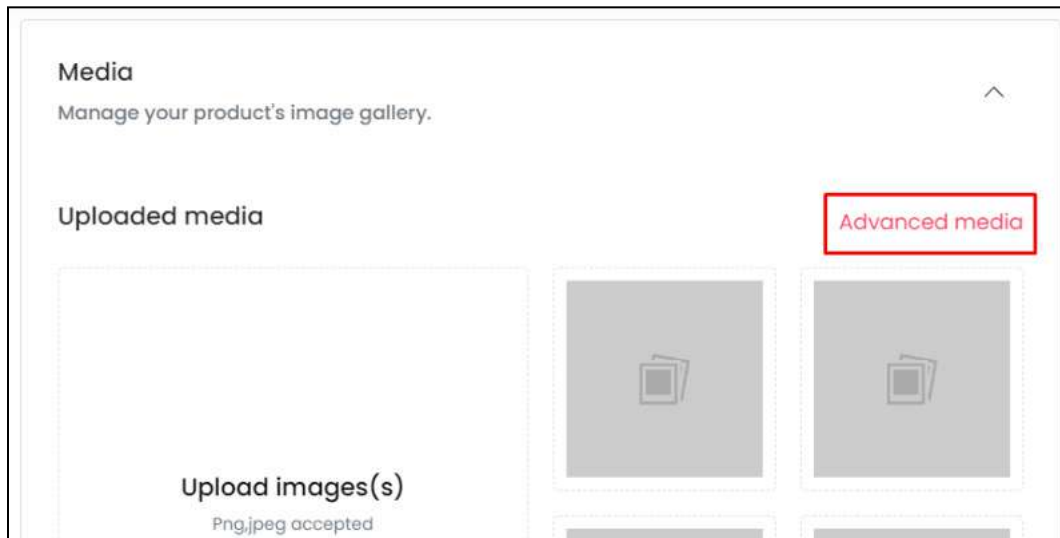 Media
Manage your product's image gallery.
Uploaded media
Advanced media
Upload images(s)
Png,jpeg accepted